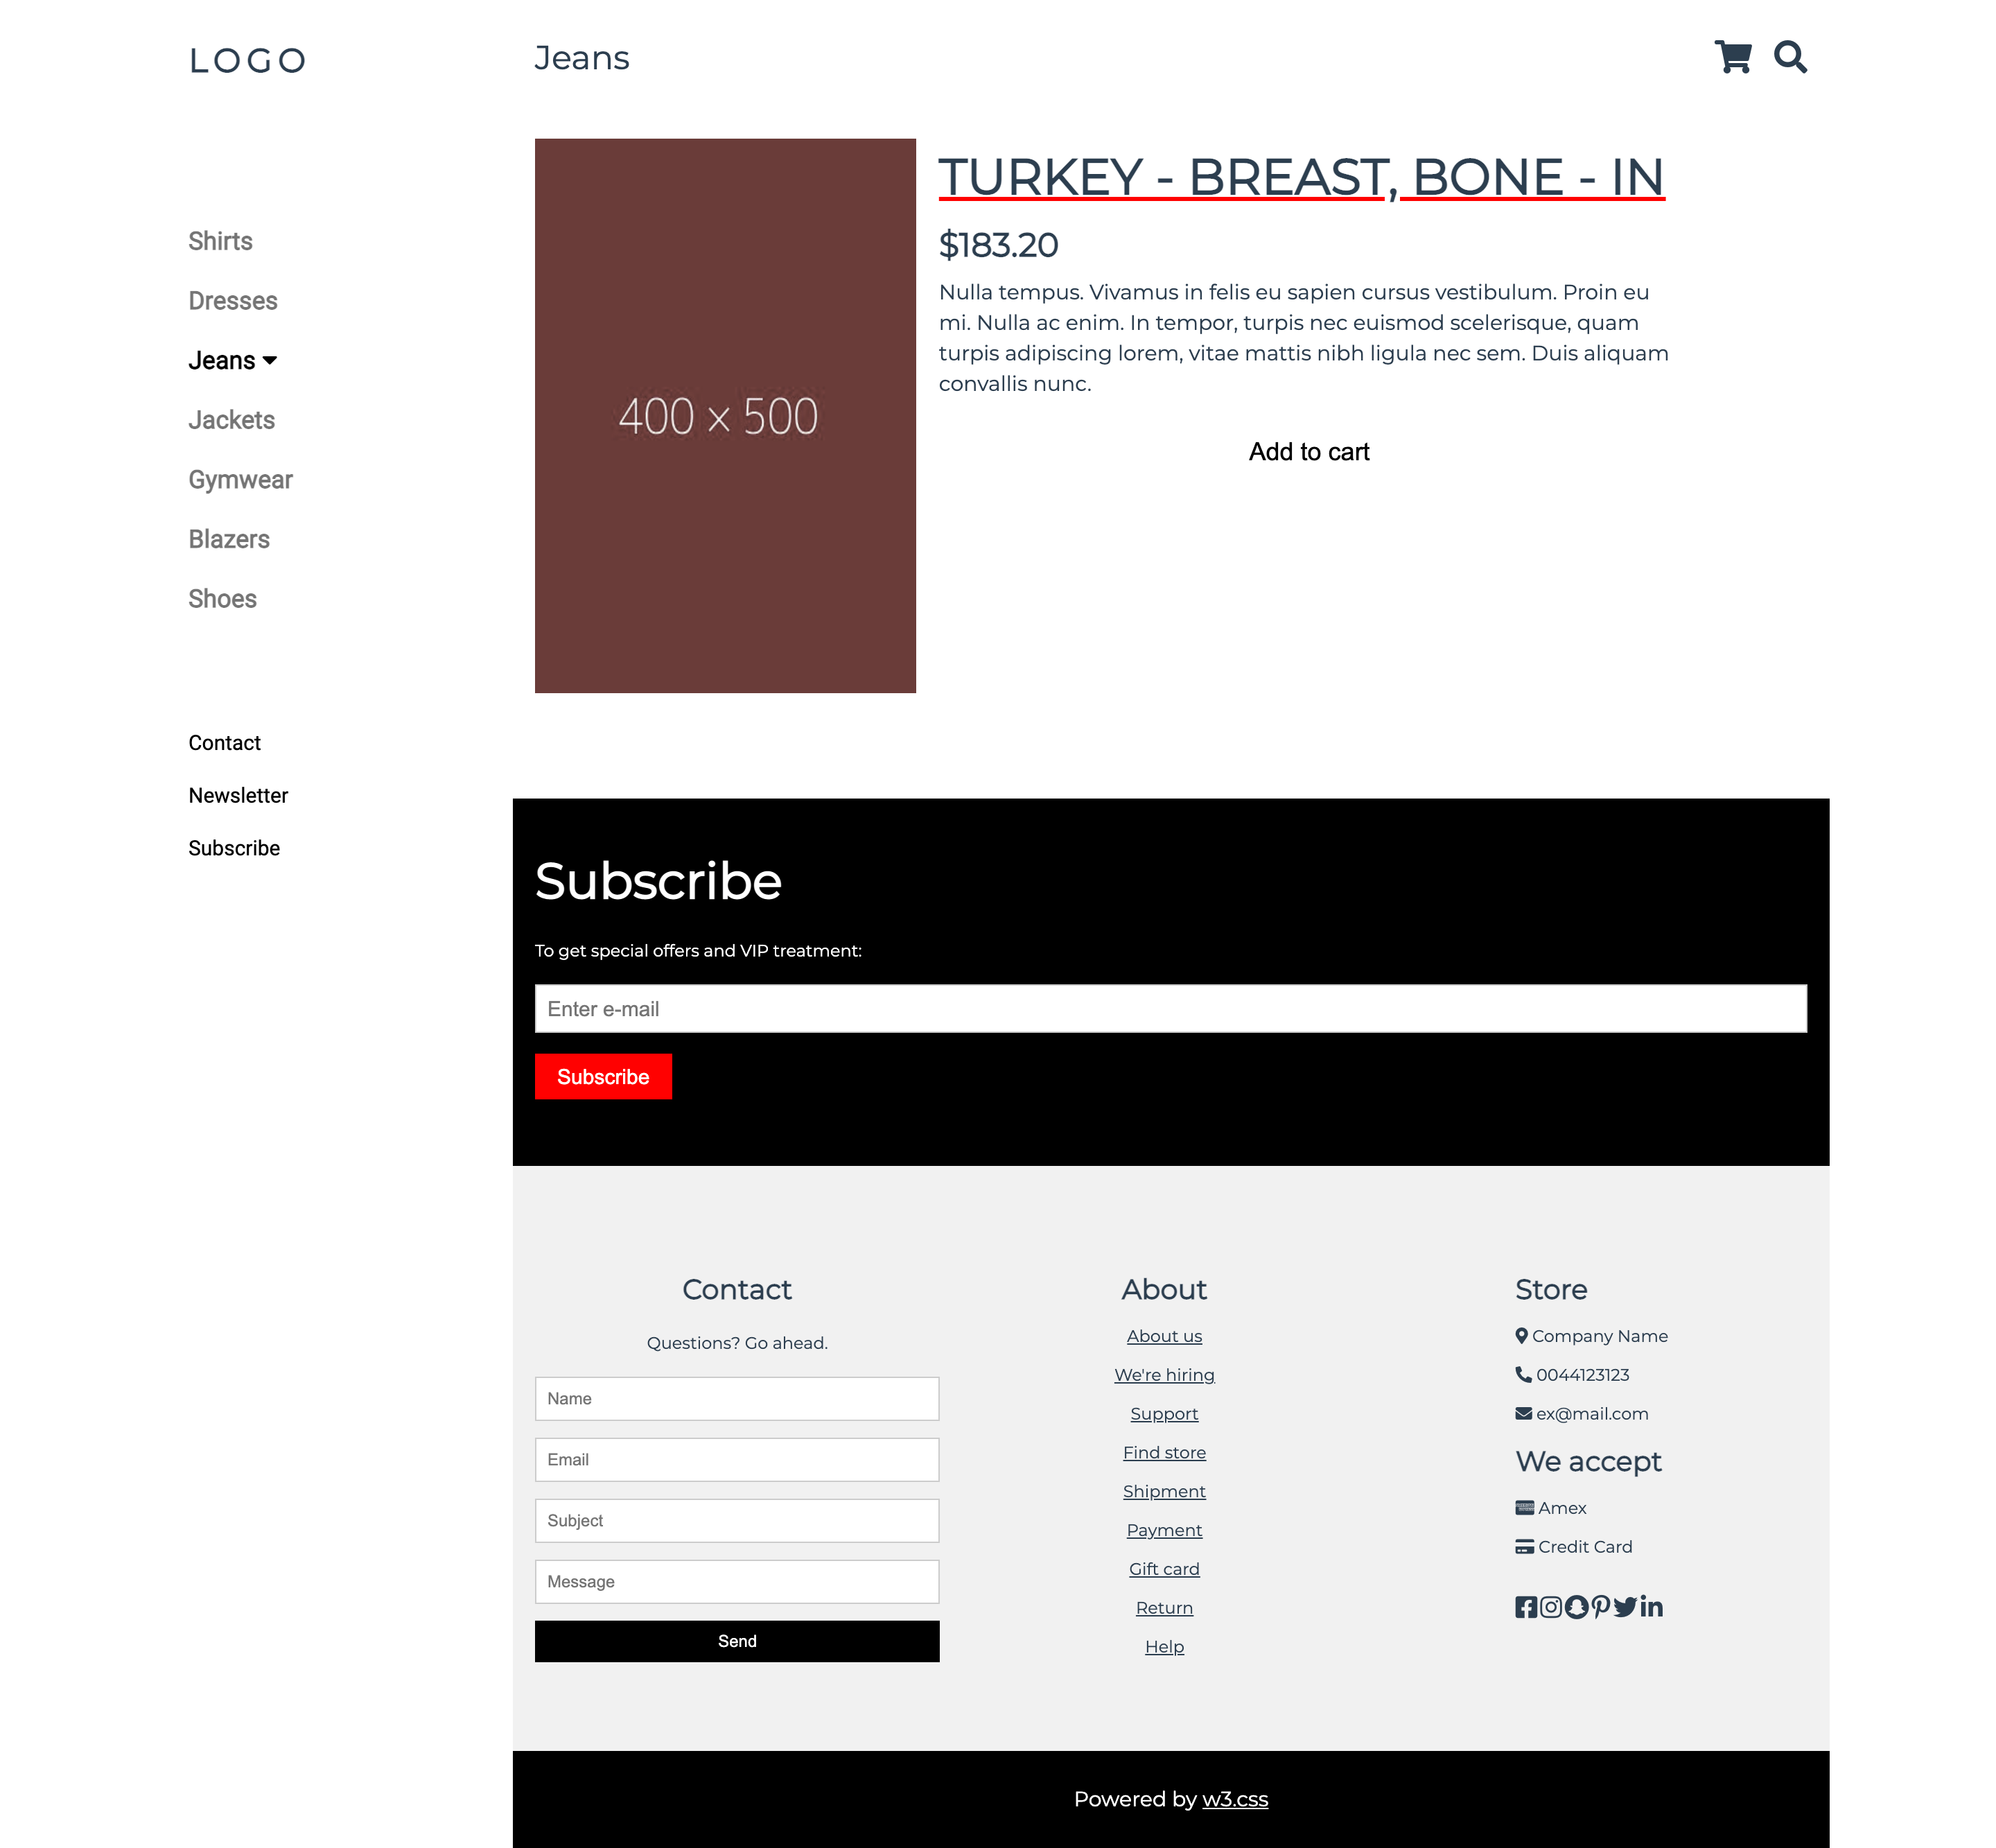 LOGO
Jeans
Shirts
Dresses
Jeans
Jackets
Gymwear
Blazers
Shoes
Contact
Newsletter
Subscribe
400 × 500
TURKEY - BREAST, BONE - IN
$183.20
Nulla tempus. Vivamus in felis eu sapien cursus vestibulum. Proin eu
mi. Nulla ac enim. In tempor, turpis nec euismod scelerisque, quam
turpis adipiscing lorem, vitae mattis nibh ligula nec sem. Duis aliquam
convallis nunc.
Add to cart
Subscribe
To get special offers and VIP treatment:
Enter e-mail
Subscribe
Contact
Questions? Go ahead.
Name
Email
Subject
Message
Send
About
About us
We're hiring
Support
Find store
Shipment
Payment
Gift card
Return
Help
Store
Company Name
0044123123
ex@mail.com
We accept
Amex
Credit Card
Powered by w3.css